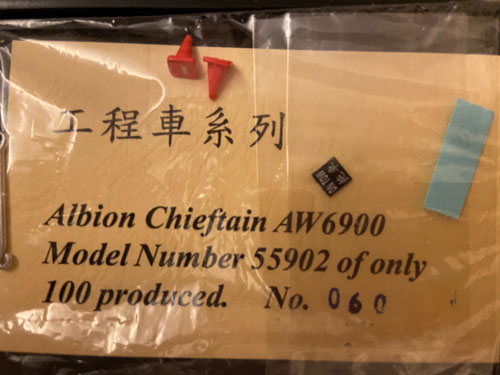 工程車系列
Albion Chieftain AW6900
Model Number 55902 of only
100 produced. No. 060